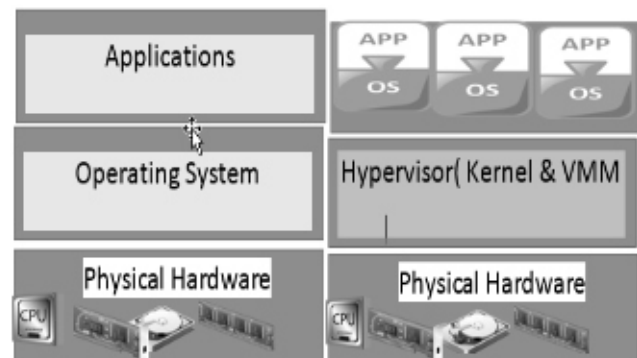 Applications
Operating System
Physical Hardware
CPU
APP
OS
APP
OS
APP
OS
Hypervisor( Kernel & VMM
Physical Hardware
CPU